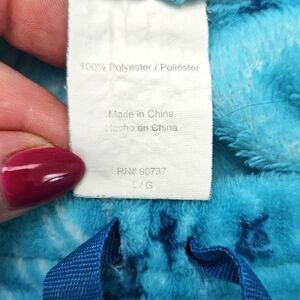 100% Polyester / Poliéster
Made in China
Hecho en China
RN# 90737
L / G